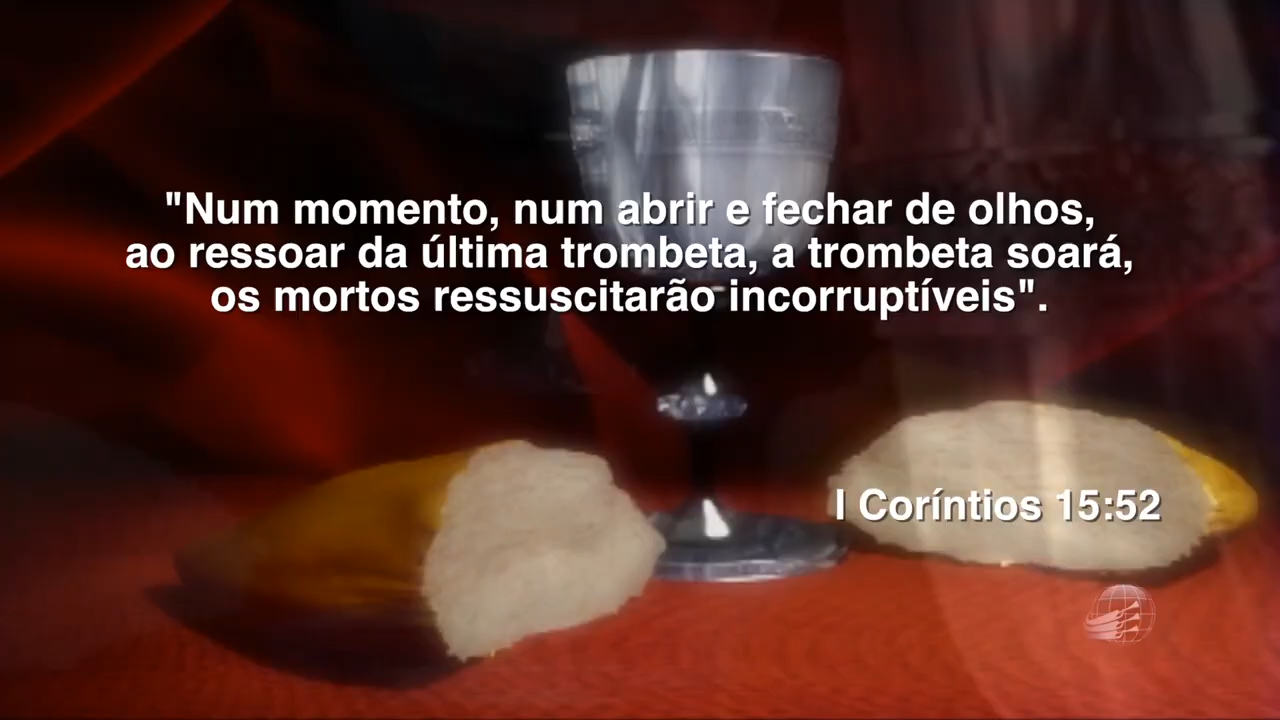 "Num momento, num abrir e fechar de olhos,
ao ressoar da última trombeta, a trombeta soará,
os mortos ressuscitarão incorruptíveis".
I Coríntios 15:52